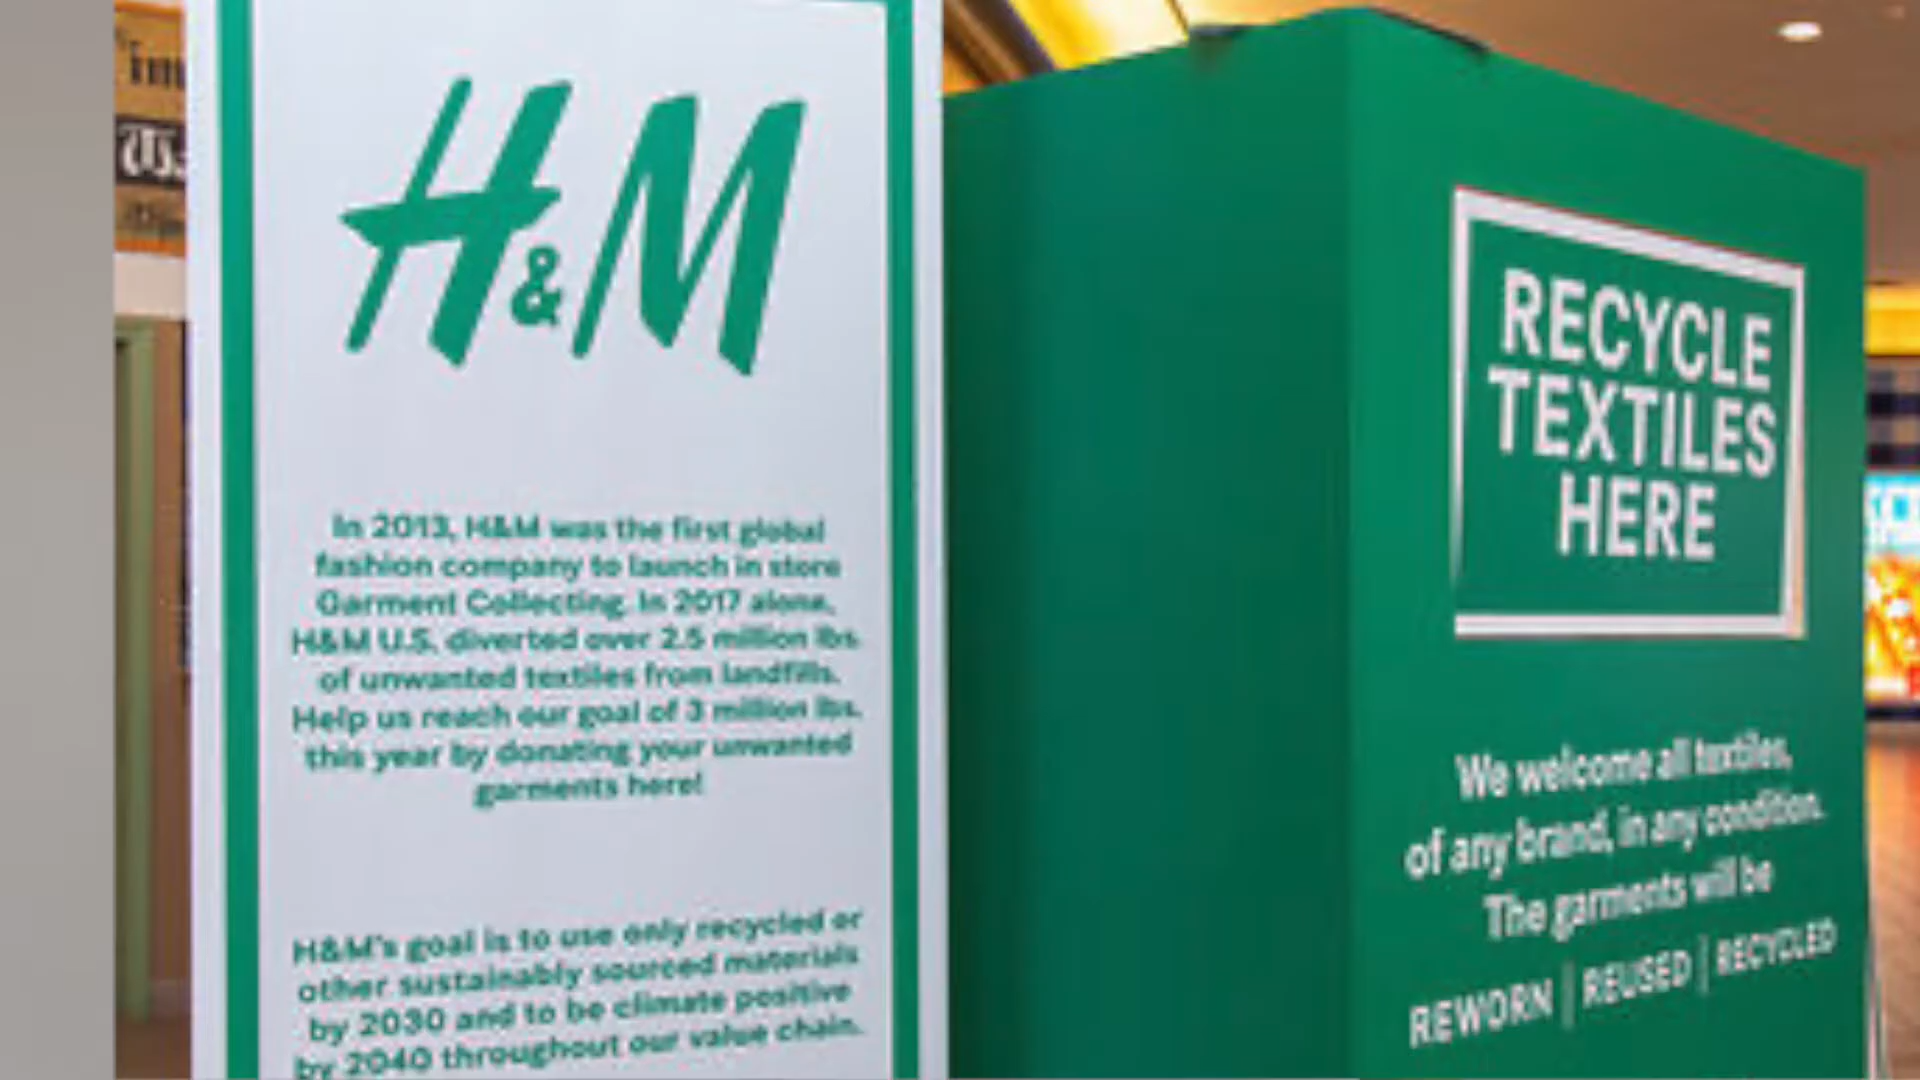 H&M
In 2013, H&M was the first global
fashion company to launch in store
Garment Collecting. In 2017 alone,
H&M U.S. diverted over 2.5 million lbs.
of unwanted textiles from landfills.
Help us reach our goal of 3 million lbs.
this year by donating your unwanted
garments here!
H&M's goal is to use only recycled or
other sustainably sourced materials
by 2030 and to be climate positive
by 2040 throughout our value chain.
RECYCLE
TEXTILES
HERE
We welcome all textiles,
of any brand, in any condition.
The garments will be
REWORN | REUSED | RECYCLED